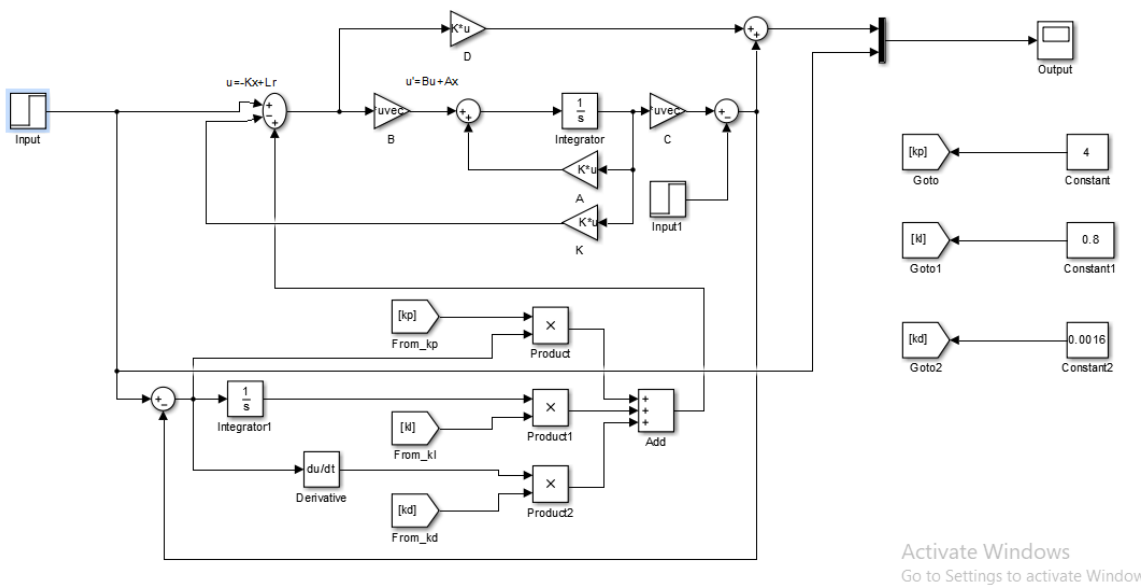 K*u
D
u=-Kx+Lr
u'=Bu+Ax
Input
*uvec
B
1
s
Integrator
*uvec
C
Output
K*u
A
K*u
K
Input1
[kp]
Goto
4
Constant
[kI]
Goto1
0.8
Constant1
[kd]
Goto2
0.0016
Constant2
[kp]
From_kp
×
Product
1
s
Integrator1
[kI]
From_kI
×
Product1
Add
du/dt
Derivative
[kd]
From_kd
×
Product2
Activate Windows
Go to Settings to activate Window